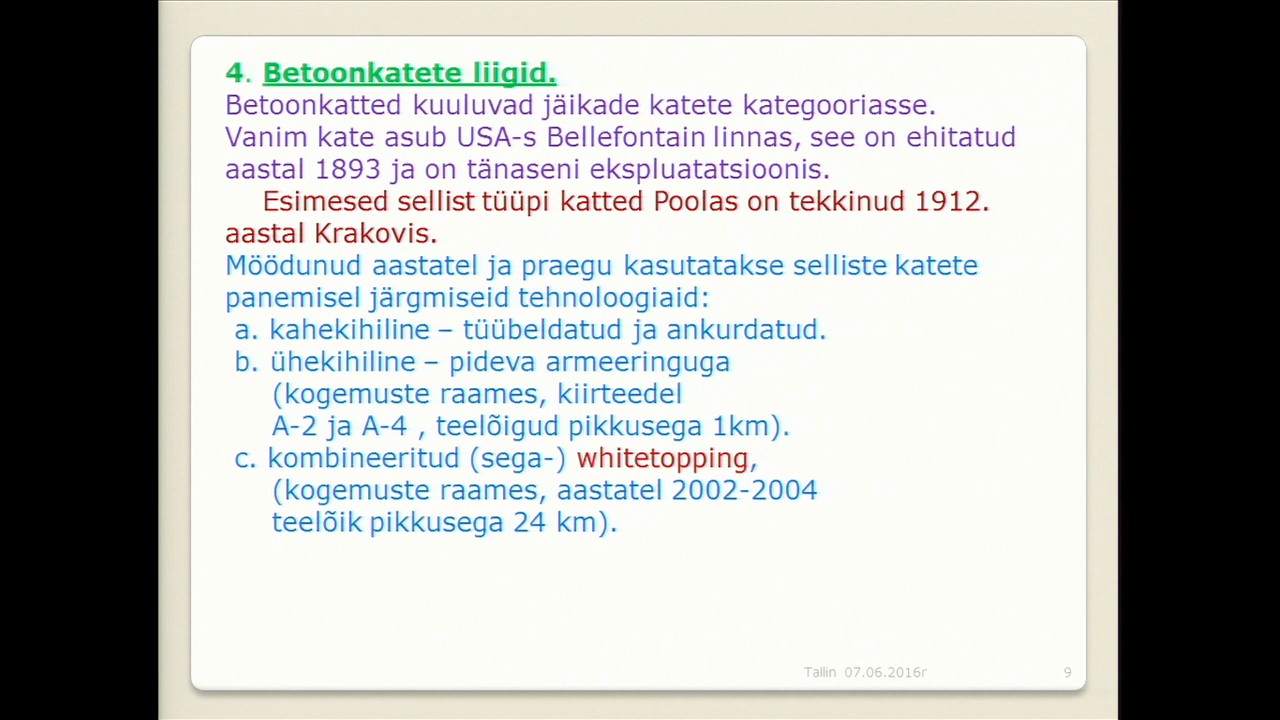 4. Betoonkatete liigid.
Betoonkatted kuuluvad jäikade katete kategooriasse.
Vanim kate asub USA-s Bellefontain linnas, see on ehitatud
aastal 1893 ja on tänaseni ekspluatatsioonis.
Esimesed sellist tüüpi katted Poolas on tekkinud 1912.
aastal Krakovis.
Möödunud aastatel ja praegu kasutatakse selliste katete
panemisel järgmiseid tehnoloogiaid:
a. kahekihiline – tüübeldatud ja ankurdatud.
b. ühekihiline – pideva armeeringuga
(kogemuste raames, kiirteedel
A-2 ja A-4 , teelõigud pikkusega 1km).
c. kombineeritud (sega-) whitetopping,
(kogemuste raames, aastatel 2002-2004
teelõik pikkusega 24 km).
Tallin 07.06.2016r 9